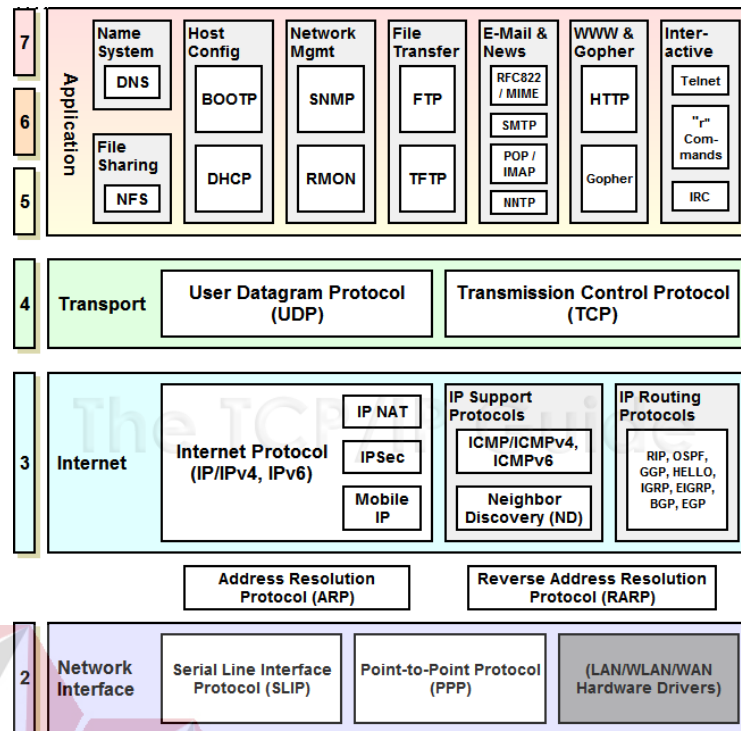 7
6
5
Application
Name
System
DNS
File
Sharing
NFS
Host
Config
BOOTP
DHCP
Network
Mgmt
SNMP
RMON
File
Transfer
FTP
TFTP
E-Mail &
News
RFC822
/ MIME
SMTP
POP /
IMAP
NNTP
WWW &
Gopher
HTTP
Gopher
Inter-
active
Telnet
"r"
Com-
mands
IRC
4
Transport
User Datagram Protocol
(UDP)
Transmission Control Protocol
(TCP)
The TCP/IP Guide
3
Internet
Internet Protocol
(IP/IPv4, IPv6)
IP NAT
IPSec
Mobile
IP
IP Support
Protocols
ICMP/ICMPv4,
ICMPv6
Neighbor
Discovery (ND)
IP Routing
Protocols
RIP, OSPF,
GGP, HELLO,
IGRP, EIGRP,
BGP, EGP
Address Resolution
Protocol (ARP)
Reverse Address Resolution
Protocol (RARP)
2
Network
Interface
Serial Line Interface
Protocol (SLIP)
Point-to-Point Protocol
(PPP)
(LAN/WLAN/WAN
Hardware Drivers)